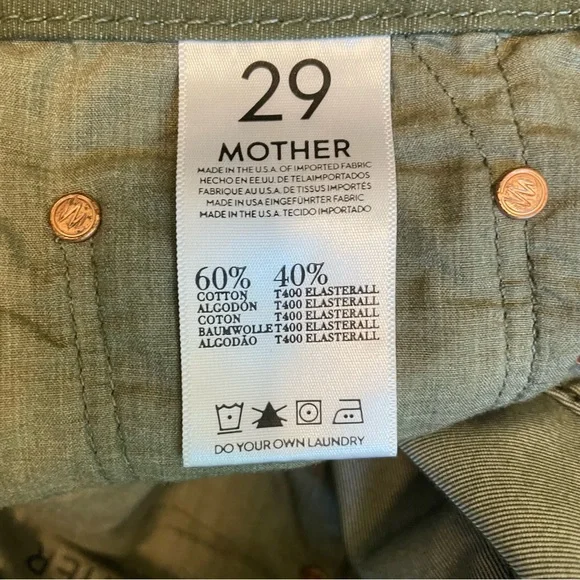 29
MOTHER
MADE IN THE U.S.A. OF IMPORTED FABRIC
HECHO EN EE.UU. DE TELAIMPORTADOS
FABRIQUE AU U.S.A. DE TISSUS IMPORTÉS
MADE IN USA EINGEFÜHRTER FABRIC
MADE IN THE U.S.A. TECIDO IMPORTADO
60% 40%
COTTON T400 ELASTERALL
ALGODÓN T400 ELASTERALL
COTON T400 ELASTERALL
BAUMWOLLE T400 ELASTERALL
ALGODÃO T400 ELASTERALL
DO YOUR OWN LAUNDRY